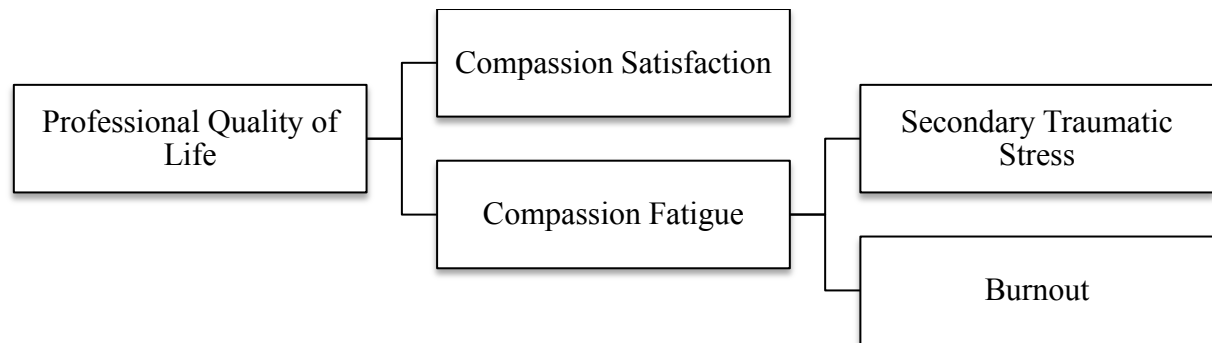 Professional Quality of
Life
Compassion Satisfaction
Compassion Fatigue
Secondary Traumatic
Stress
Burnout